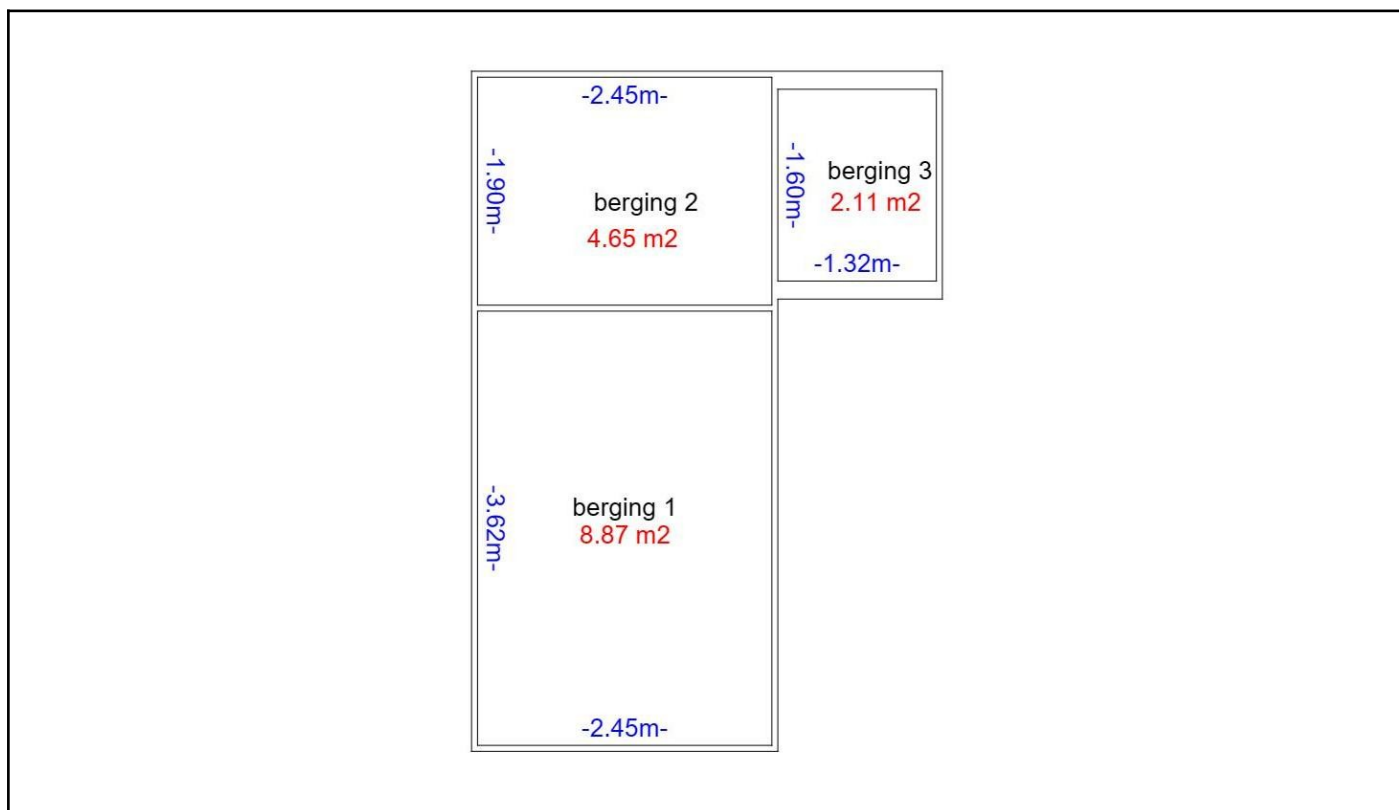 -2.45m-
-1.90m-
berging 2
4.65 m2
-1.60m-
berging 3
2.11 m2
-1.32m-
-3.62m-
berging 1
8.87 m2
-2.45m-